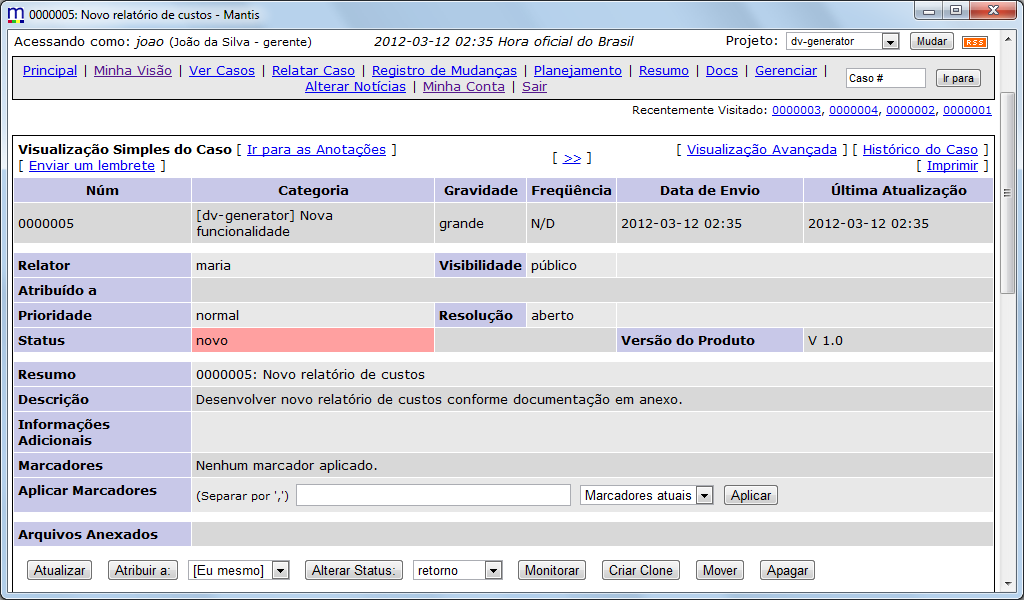 0000005: Novo relatório de custos - Mantis
Acessando como: joao (João da Silva - gerente) 2012-03-12 02:35 Hora oficial do Brasil Projeto: dv-generator Mudar RSS
Principal | Minha Visão | Ver Casos | Relatar Caso | Registro de Mudanças | Planejamento | Resumo | Docs | Gerenciar |
Alterar Notícias | Minha Conta | Sair
Caso # Ir para
Recentemente Visitado: 0000003, 0000004, 0000002, 0000001
Visualização Simples do Caso [ Ir para as Anotações ]
[ Enviar um lembrete ]
[ >> ]
[ Visualização Avançada ] [ Histórico do Caso ]
[ Imprimir ]
Núm Categoria Gravidade Freqüência Data de Envio Última Atualização
0000005 [dv-generator] Nova funcionalidade grande N/D 2012-03-12 02:35 2012-03-12 02:35
Relator maria Visibilidade público
Atribuído a
Prioridade normal Resolução aberto
Status novo Versão do Produto V 1.0
Resumo 0000005: Novo relatório de custos
Descrição Desenvolver novo relatório de custos conforme documentação em anexo.
Informações
Adicionais
Marcadores Nenhum marcador aplicado.
Aplicar Marcadores (Separar por ',') Marcadores atuais Aplicar
Arquivos Anexados
Atualizar Atribuir a: [Eu mesmo] Alterar Status: retorno Monitorar Criar Clone Mover Apagar